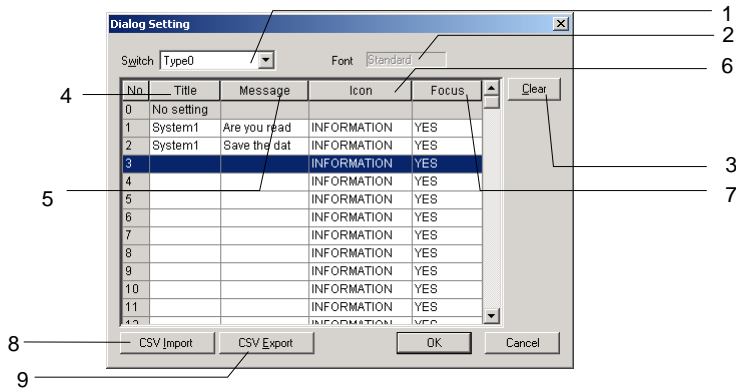 Dialog Setting
1
Switch Type0 Font Standard
2
6
4
No Title Message Icon Focus Clear
0 No setting
1 System1 Are you read INFORMATION YES
2 System1 Save the dat INFORMATION YES
3 INFORMATION YES
3
4 INFORMATION YES
5
7
5 INFORMATION YES
6 INFORMATION YES
7 INFORMATION YES
8 INFORMATION YES
9 INFORMATION YES
10 INFORMATION YES
11 INFORMATION YES
12 INFORMATION YES
8
CSV Import CSV Export OK Cancel
9